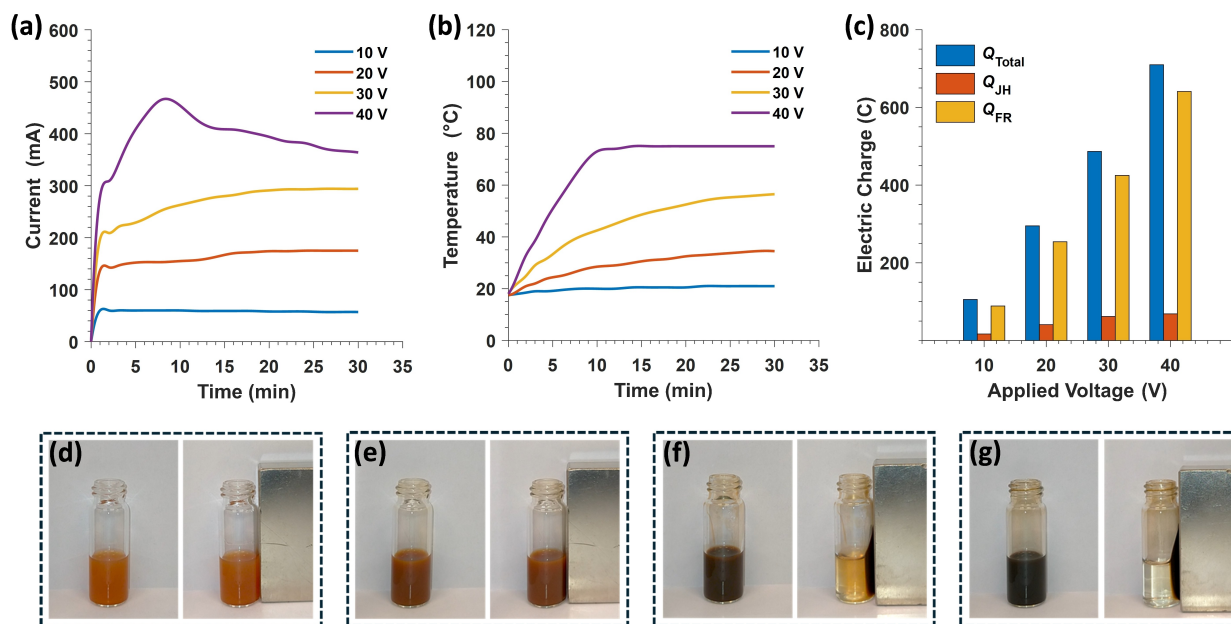 (a)
600
500
400
300
200
100
0
Current (mA)
0 5 10 15 20 25 30 35
Time (min)
10 V
20 V
30 V
40 V
(b)
120
100
80
60
40
20
0
Temperature (°C)
0 5 10 15 20 25 30 35
Time (min)
10 V
20 V
30 V
40 V
(c)
800
600
400
200
Electric Charge (C)
10 20 30 40
Applied Voltage (V)
QTotal
QJH
QFR
(d)
(e)
(f)
(g)